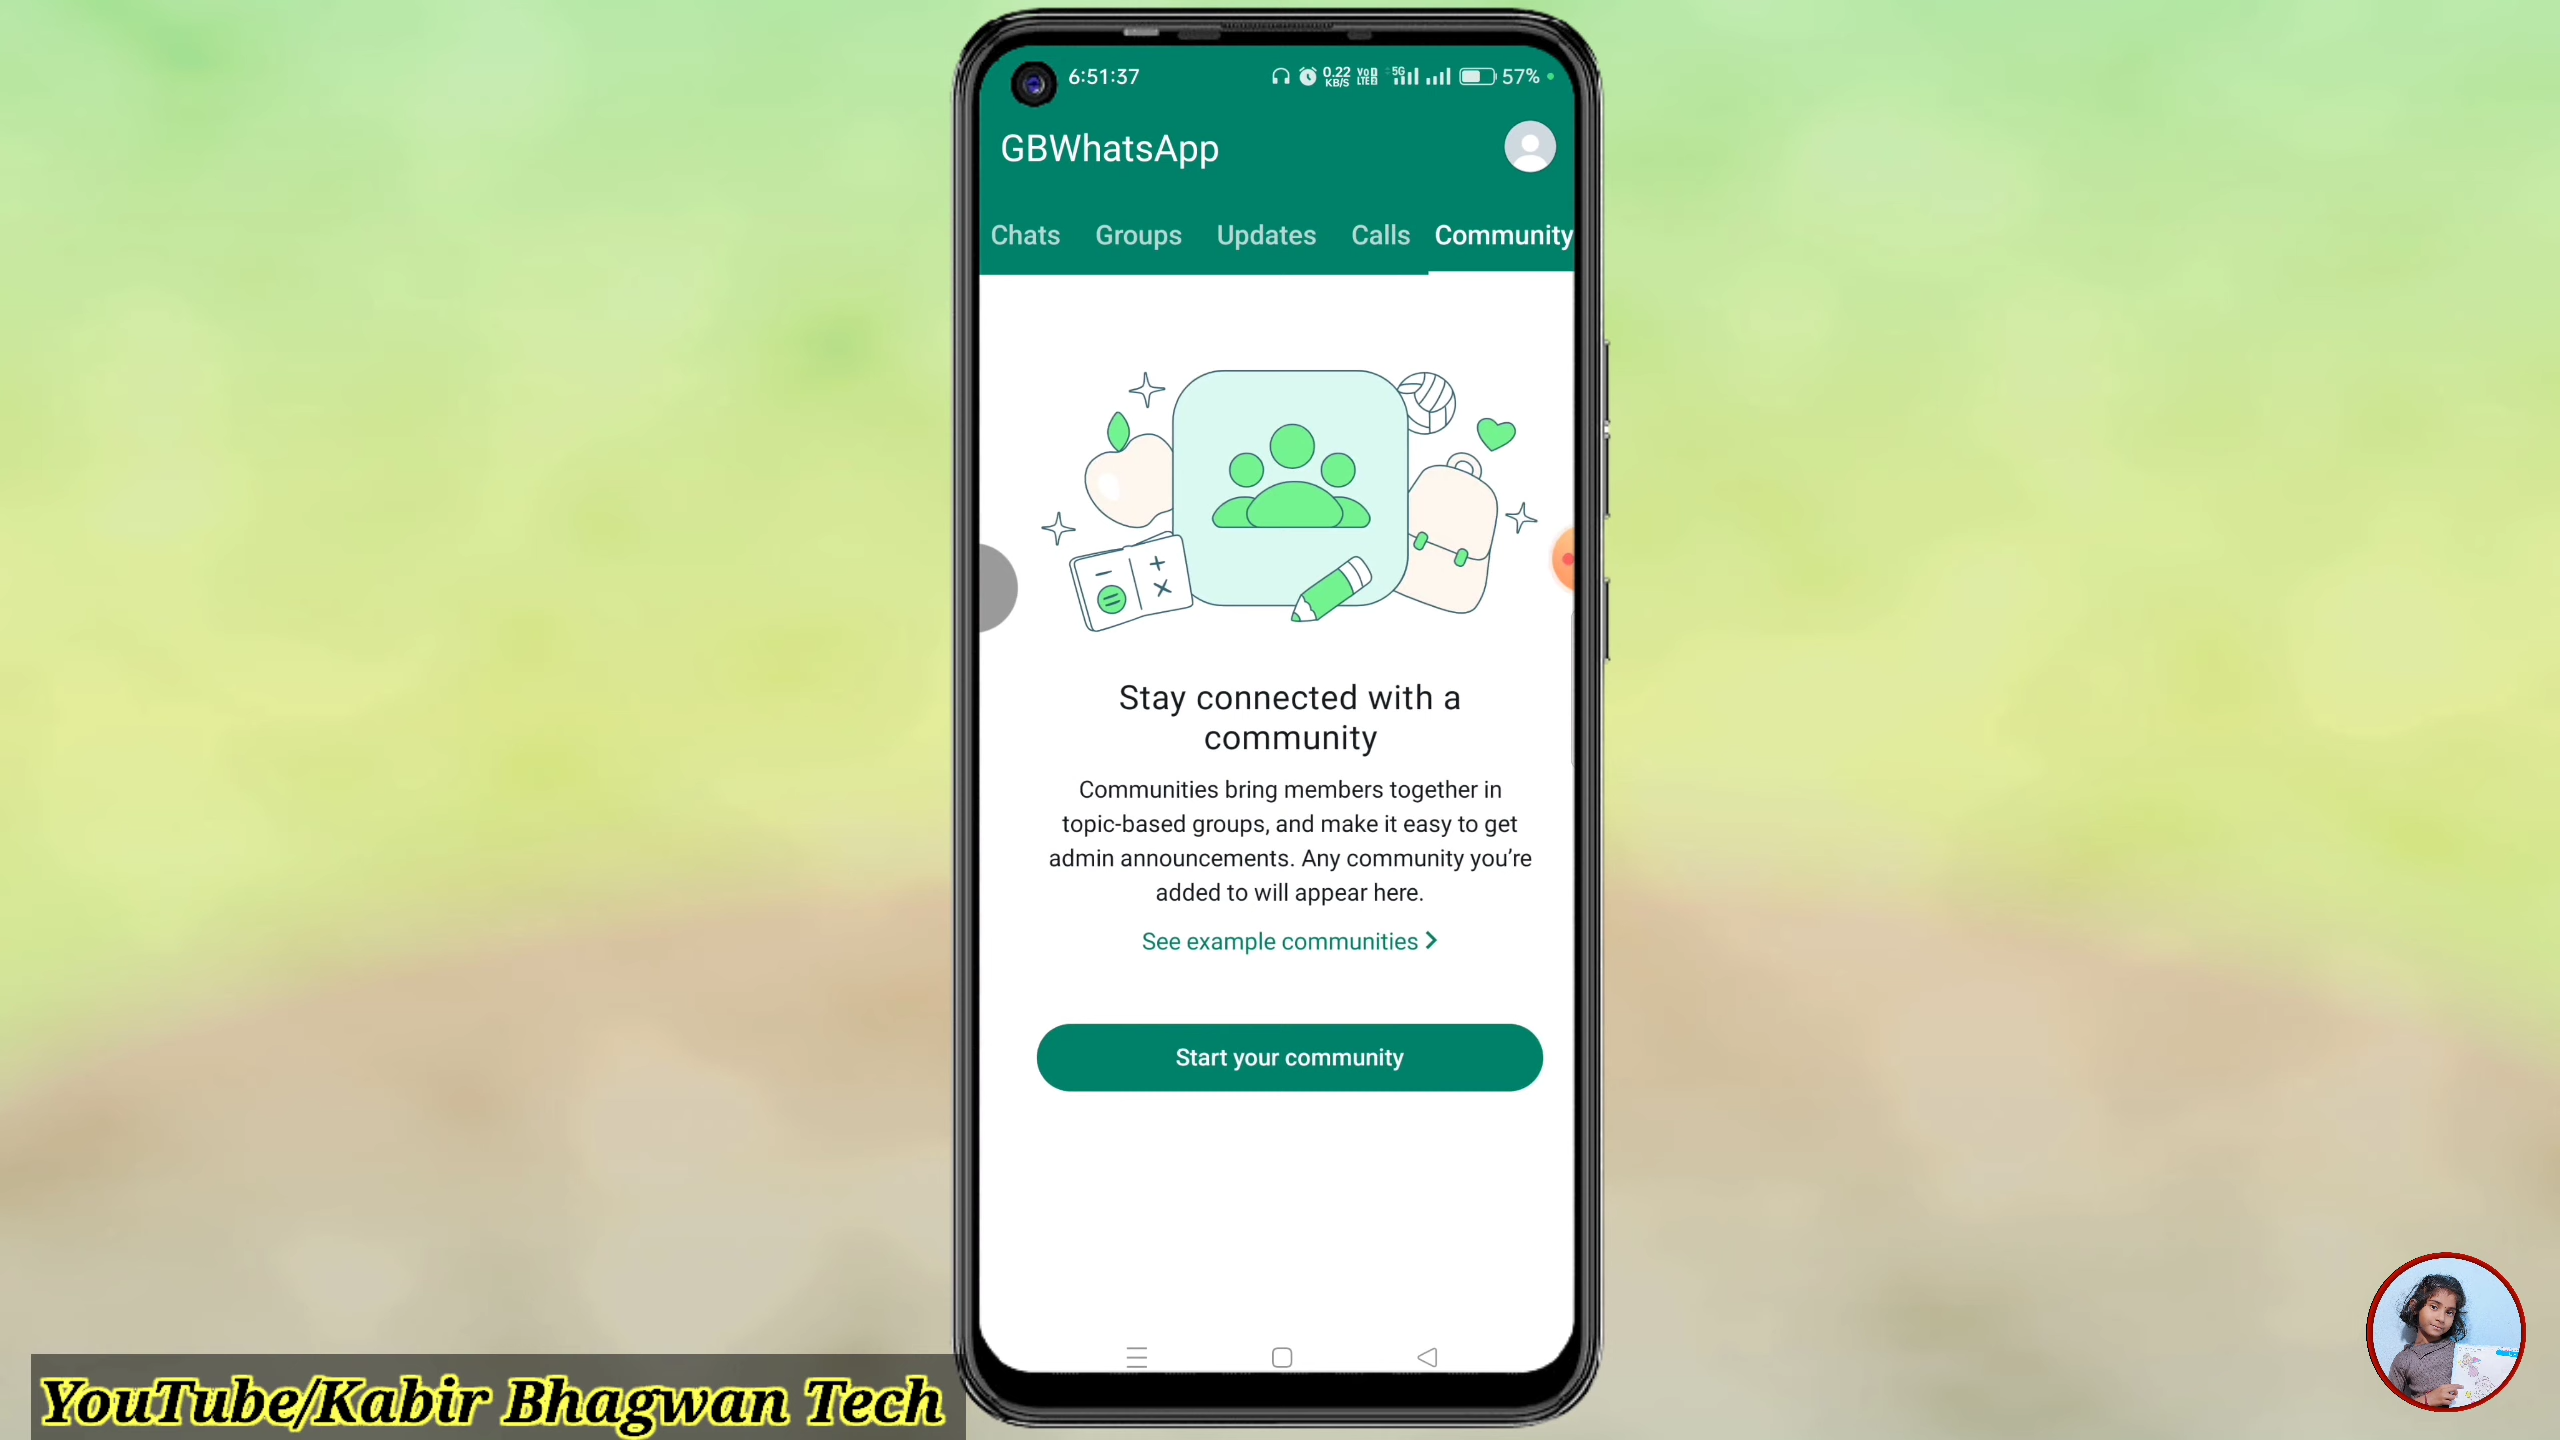 6:51:37
0.22 KB/S
VoD LTE
5G
57%
GBWhatsApp
Chats Groups Updates Calls Community
Stay connected with a
community
Communities bring members together in
topic-based groups, and make it easy to get
admin announcements. Any community you’re
added to will appear here.
See example communities
Start your community
YouTube/Kabir Bhagwan Tech